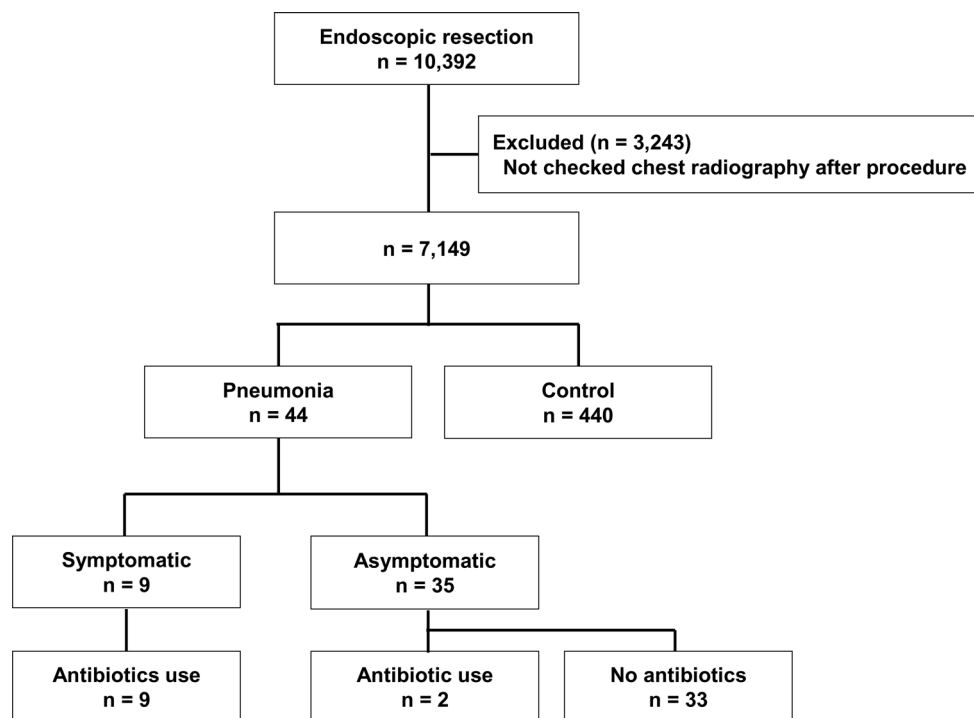 Endoscopic resection
n = 10,392
Excluded (n = 3,243)
Not checked chest radiography after procedure
n = 7,149
Pneumonia
n = 44
Control
n = 440
Symptomatic
n = 9
Asymptomatic
n = 35
Antibiotics use
n = 9
Antibiotic use
n = 2
No antibiotics
n = 33